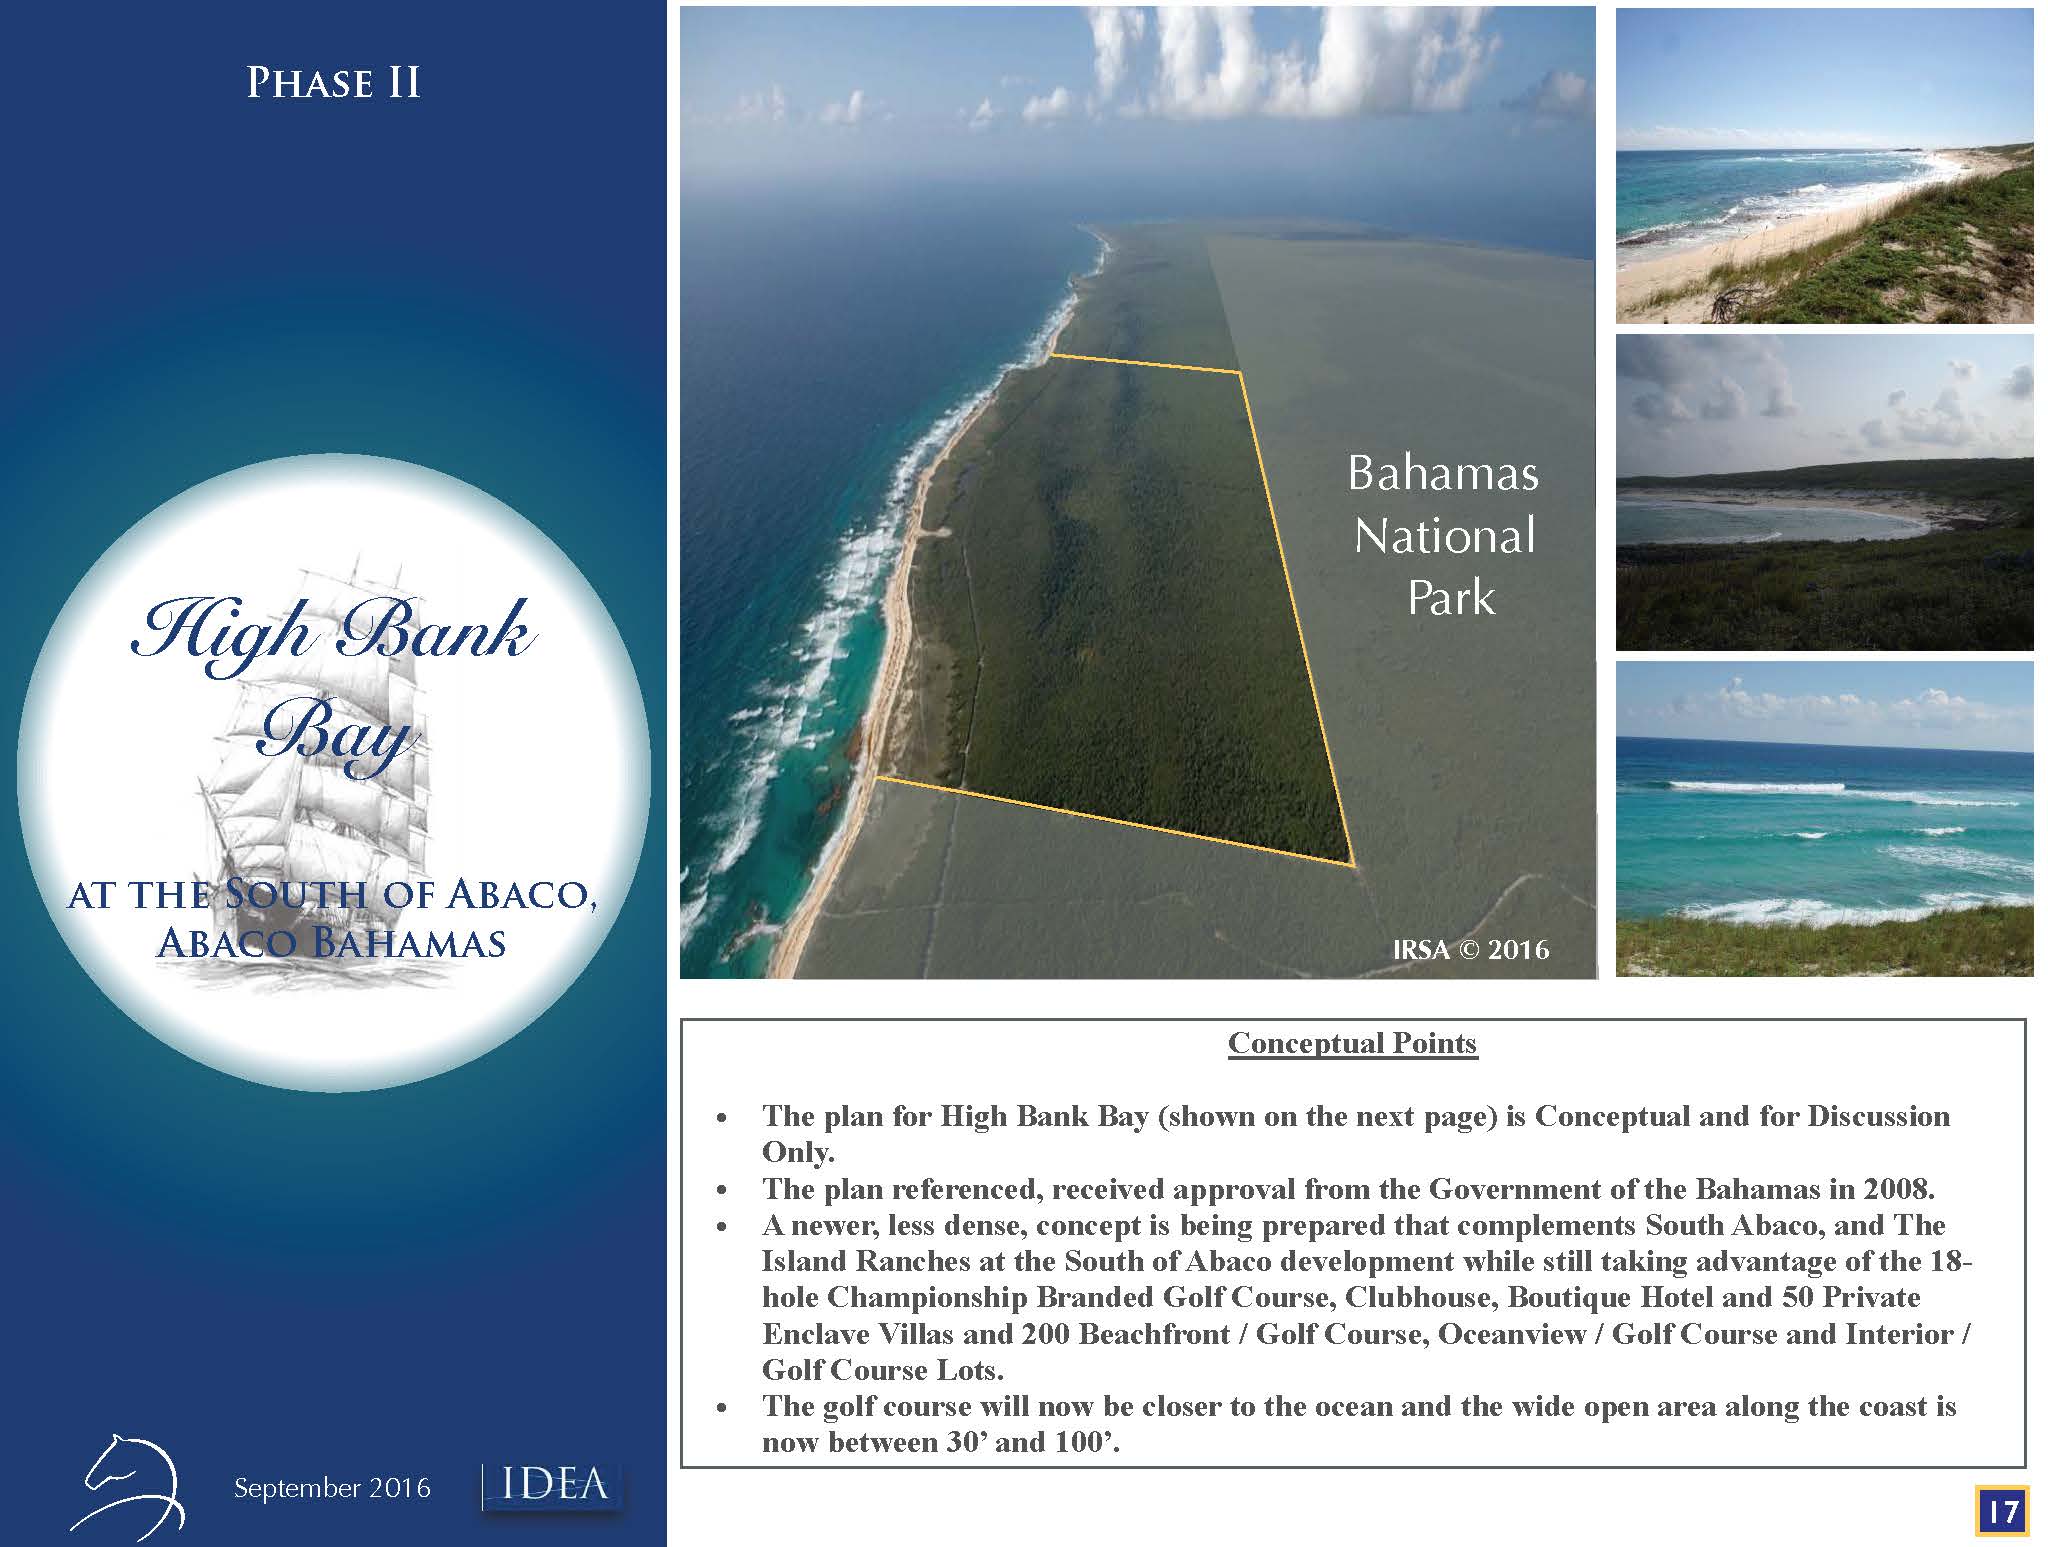 PHASE II
High Bank
Bay
AT THE SOUTH OF ABACO,
ABACO BAHAMAS
September 2016
IDEA
Bahamas
National
Park
IRSA © 2016
Conceptual Points
• The plan for High Bank Bay (shown on the next page) is Conceptual and for Discussion
Only.
• The plan referenced, received approval from the Government of the Bahamas in 2008.
• A newer, less dense, concept is being prepared that complements South Abaco, and The
Island Ranches at the South of Abaco development while still taking advantage of the 18-
hole Championship Branded Golf Course, Clubhouse, Boutique Hotel and 50 Private
Enclave Villas and 200 Beachfront / Golf Course, Oceanview / Golf Course and Interior /
Golf Course Lots.
• The golf course will now be closer to the ocean and the wide open area along the coast is
now between 30’ and 100’.
17